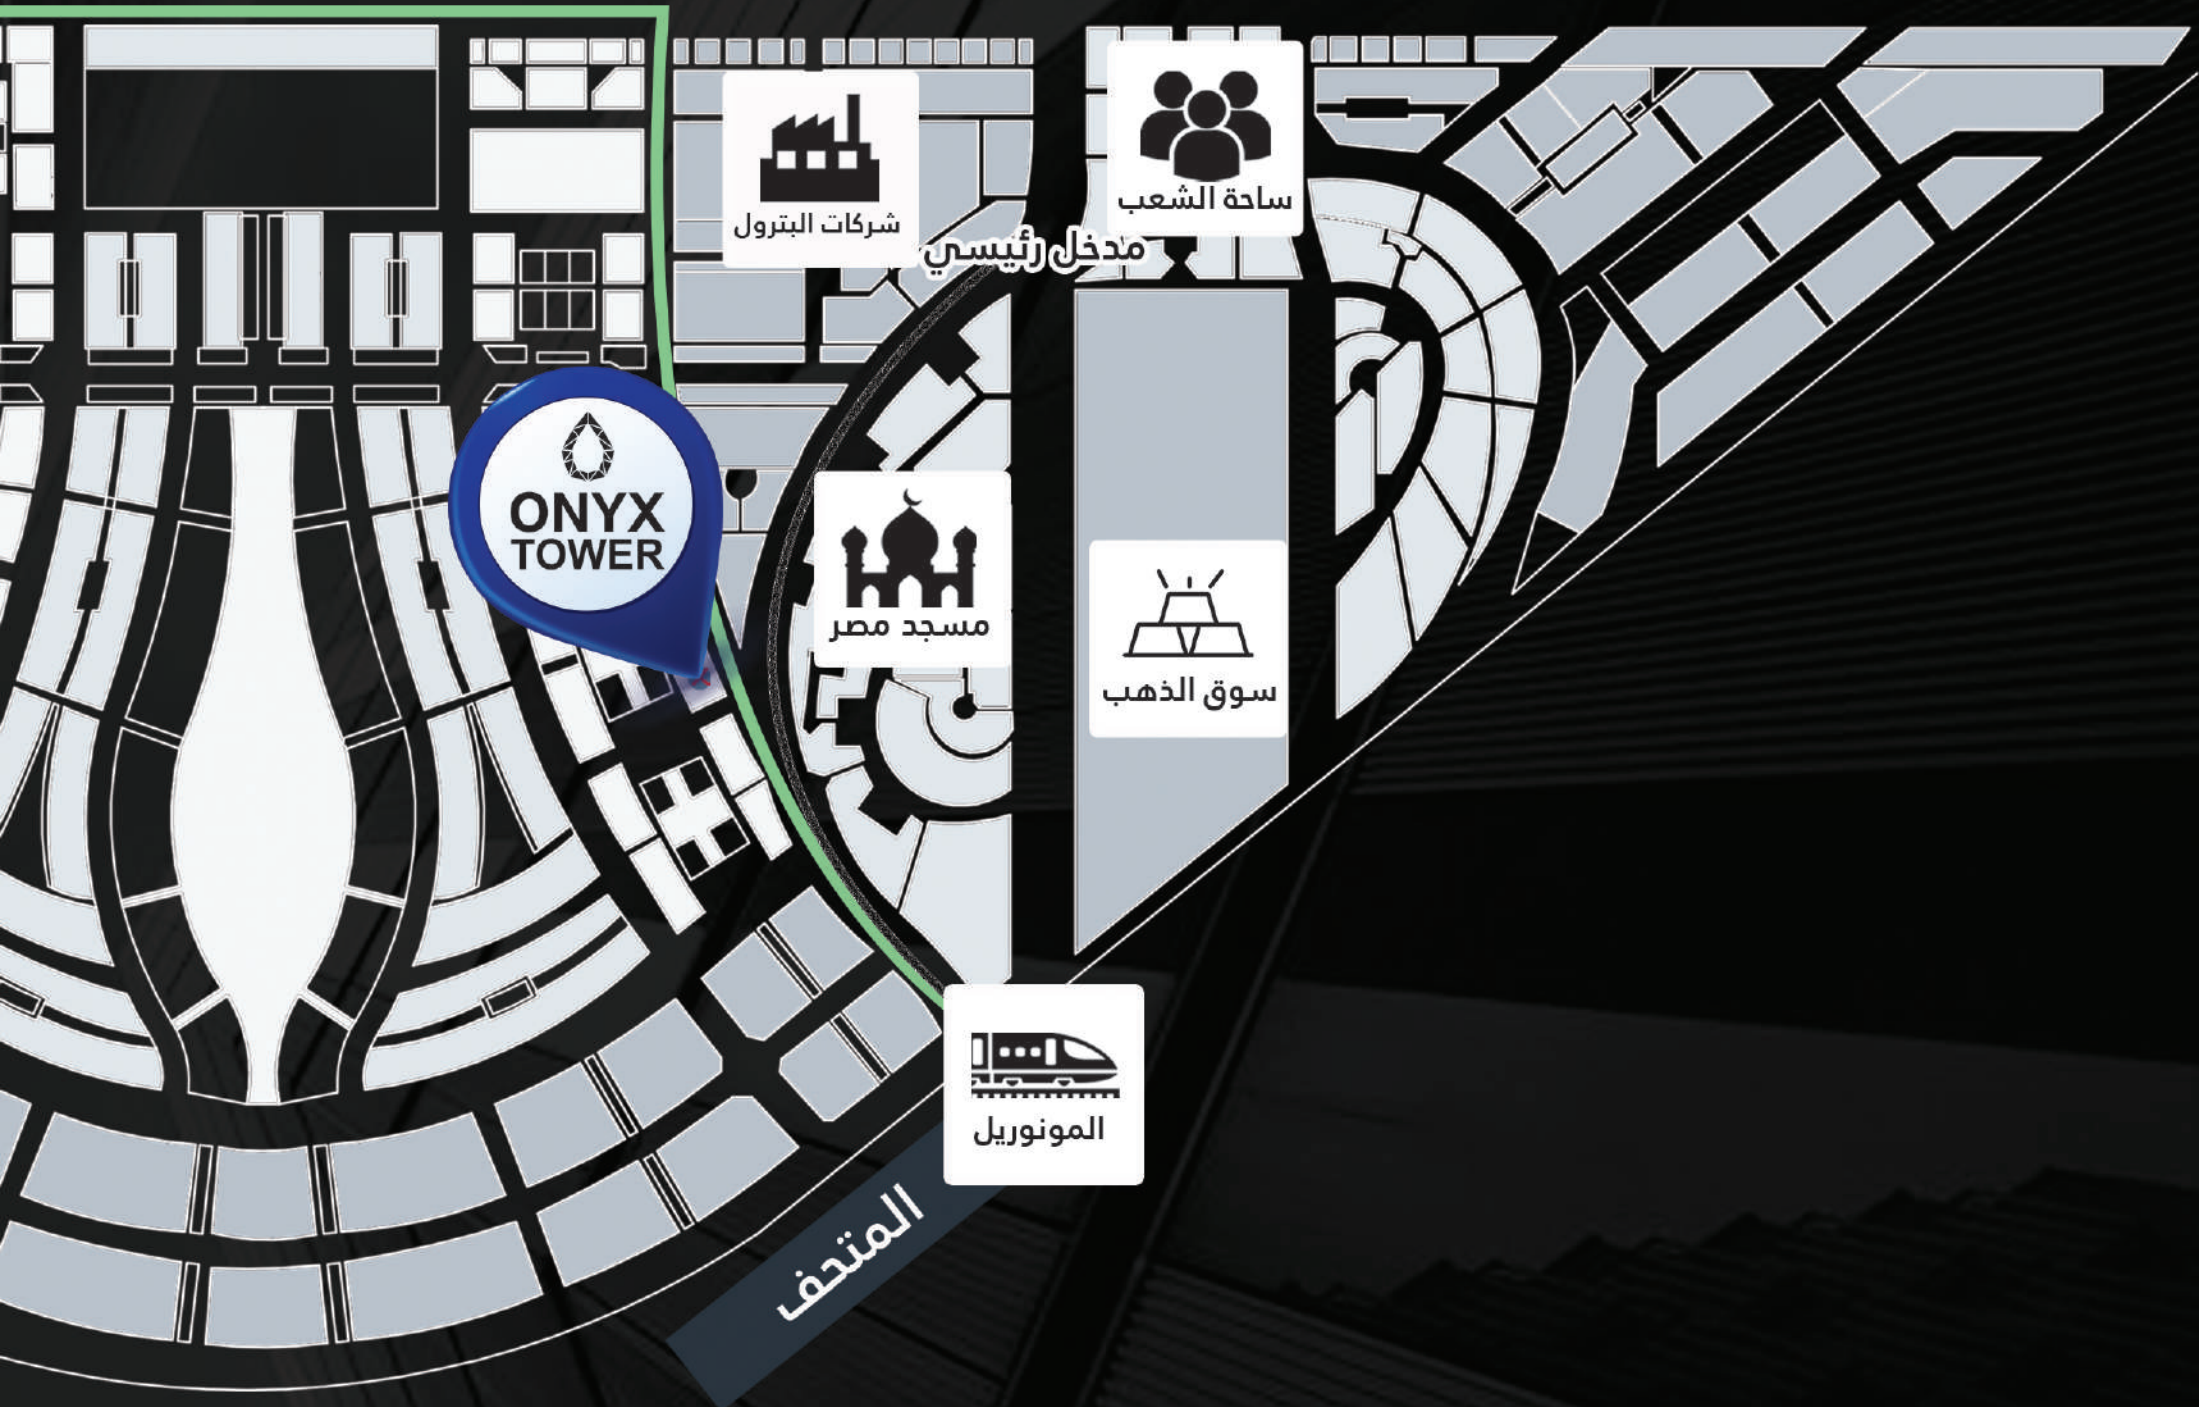 ساحة الشعب
شركات البترول
مدخل رئيسي
ONYX
TOWER
مسجد مصر
سوق الذهب
المونوريل
المتحف